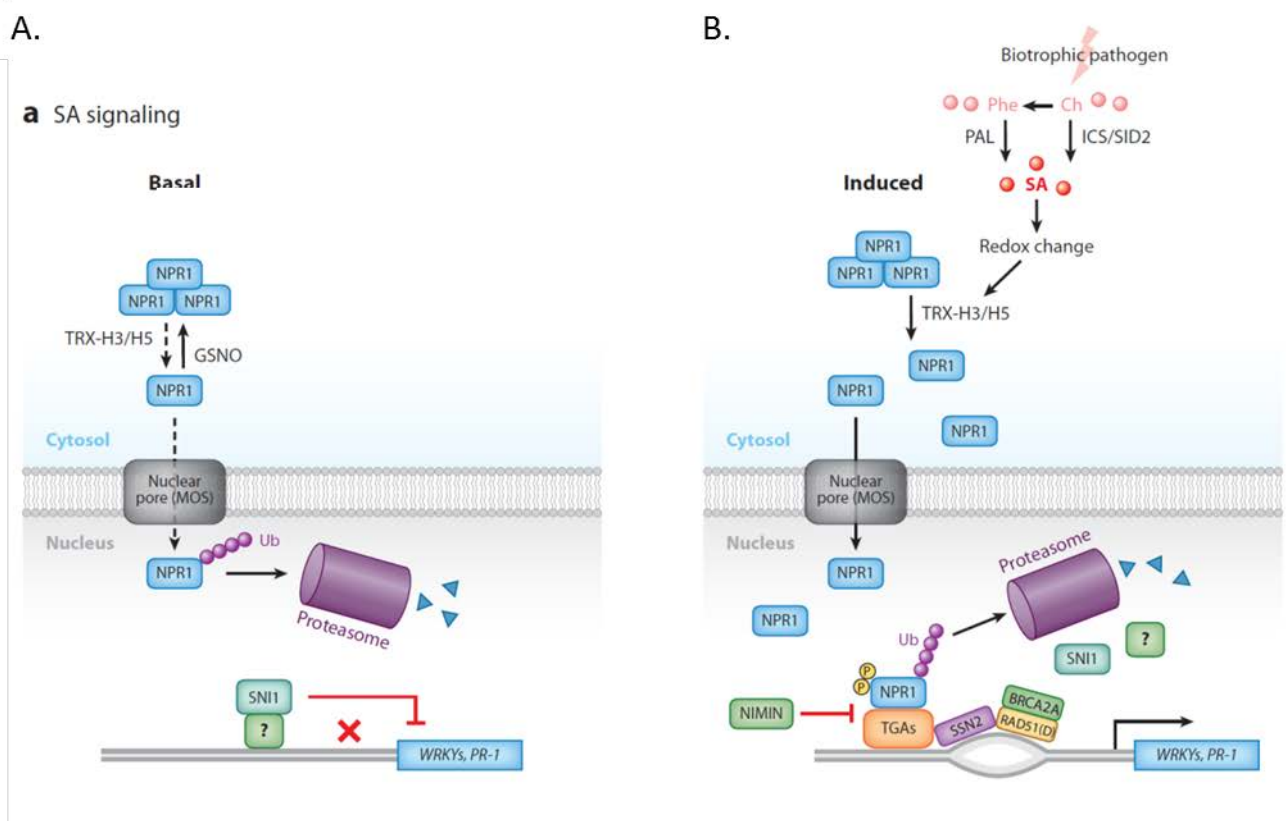 A.
a SA signaling
Basal
NPR1
NPR1 NPR1
TRX-H3/H5
GSNO
NPR1
Cytosol
Nuclear
pore (MOS)
Nucleus
Ub
NPR1
Proteasome
SNI1
?
WRKYs, PR-1
B.
Biotrophic pathogen
Phe Ch
PAL ICS/SID2
SA
Induced
Redox change
NPR1
NPR1 NPR1
TRX-H3/H5
NPR1
NPR1
NPR1
Cytosol
Nuclear
pore (MOS)
Nucleus
Proteasome
NPR1
NPR1
Ub
?
SNI1
P
P
NPR1
NIMIN
TGAs
SSN2
BRCA2A
RAD51(D)
WRKYs, PR-1